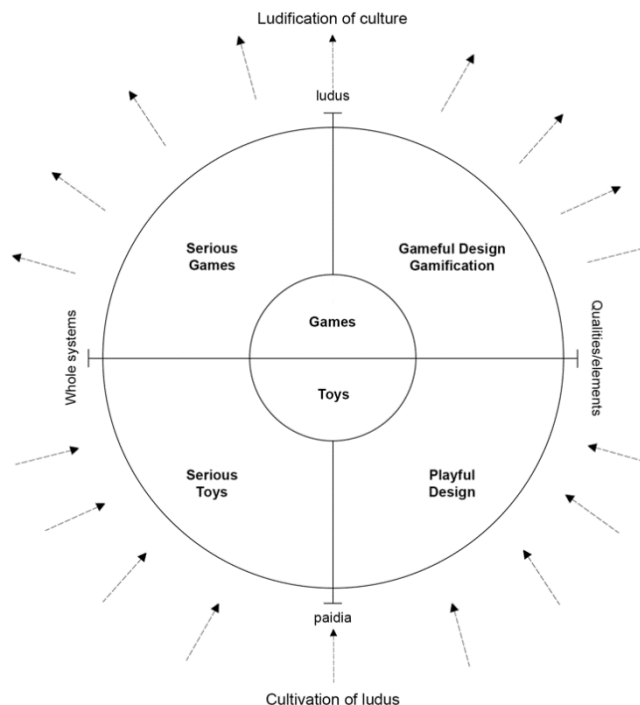 Ludification of culture
ludus
Serious
Games
Gameful Design
Gamification
Games
Whole systems
Qualities/elements
Toys
Serious
Toys
Playful
Design
paidia
Cultivation of ludus